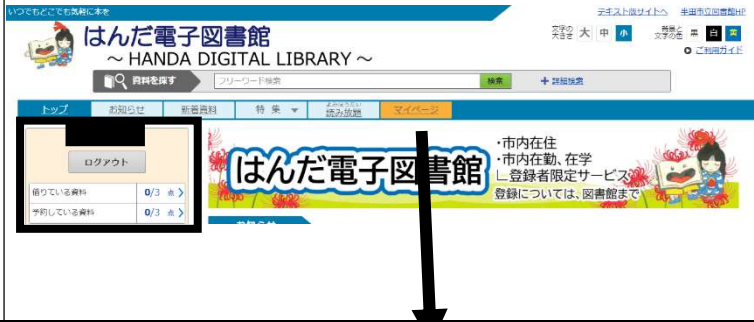 いつでもどこでも気軽に本を
テキスト版サイトへ 半田市立図書館HP
はんだ電子図書館
～ HANDA DIGITAL LIBRARY ～
文字の大きさ 大 中 小 背景と文字の色 黒 白 黄
ご利用ガイド
資料を探す フリーワード検索 検索 + 詳細検索
トップ お知らせ 新着資料 特 集 ▼ よみほうだい 読み放題 マイページ
ログアウト
借りている資料 0/3 点
予約している資料 0/3 点
はんだ電子図書館
・市内在住
・市内在勤、在学
└登録者限定サービス
登録については、図書館まで